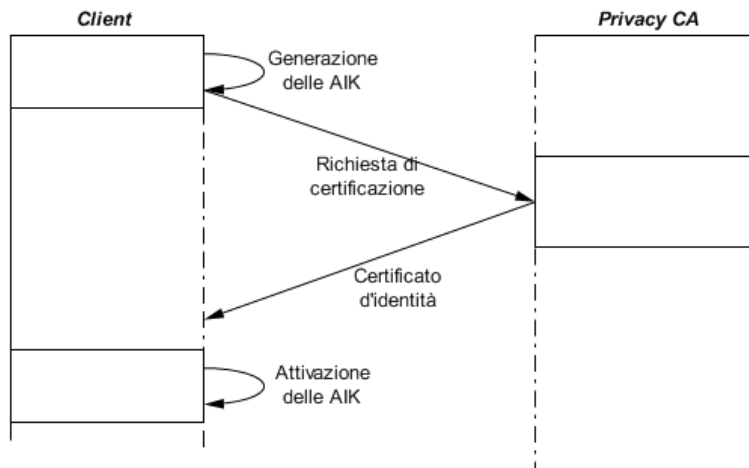 Client
Privacy CA
Generazione
delle AIK
Richiesta di
certificazione
Certificato
d'identità
Attivazione
delle AIK